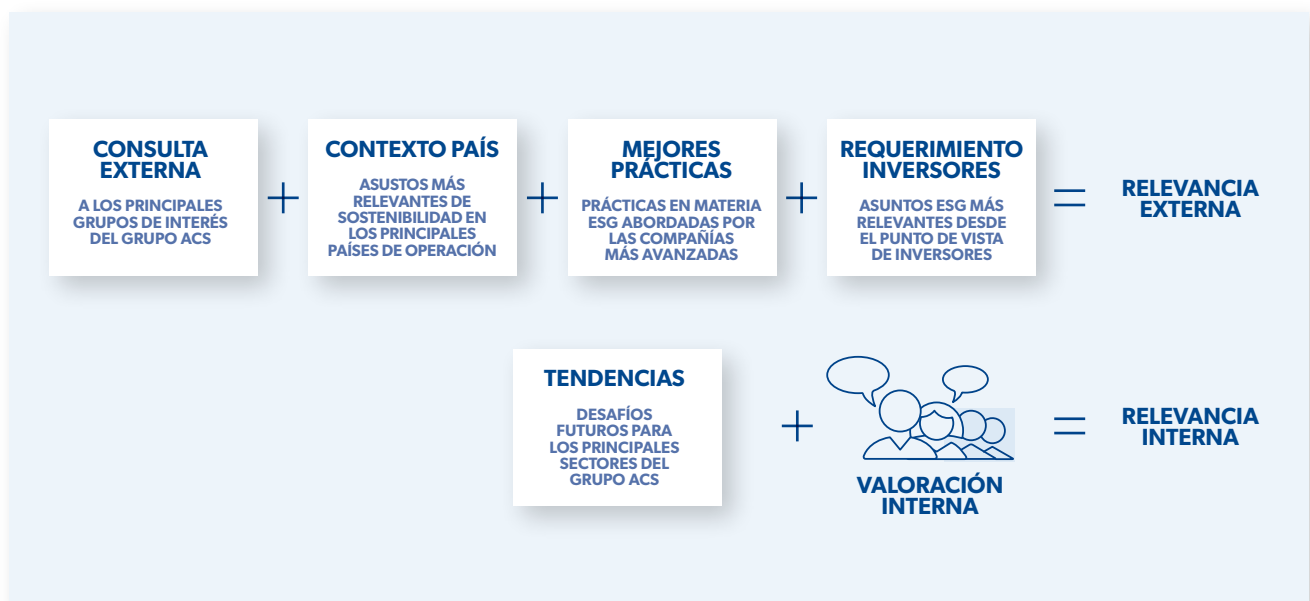 CONSULTA
EXTERNA
A LOS PRINCIPALES
GRUPOS DE INTERÉS
DEL GRUPO ACS
+
CONTEXTO PAÍS
ASUSTOS MÁS
RELEVANTES DE
SOSTENIBILIDAD EN
LOS PRINCIPALES
PAÍSES DE OPERACIÓN
+
MEJORES
PRÁCTICAS
PRÁCTICAS EN MATERIA
ESG ABORDADAS POR
LAS COMPAÑÍAS
MÁS AVANZADAS
+
REQUERIMIENTO
INVERSORES
ASUNTOS ESG MÁS
RELEVANTES DESDE
EL PUNTO DE VISTA
DE INVERSORES
=
RELEVANCIA
EXTERNA
TENDENCIAS
DESAFÍOS
FUTUROS PARA
LOS PRINCIPALES
SECTORES DEL
GRUPO ACS
+
VALORACIÓN
INTERNA
=
RELEVANCIA
INTERNA